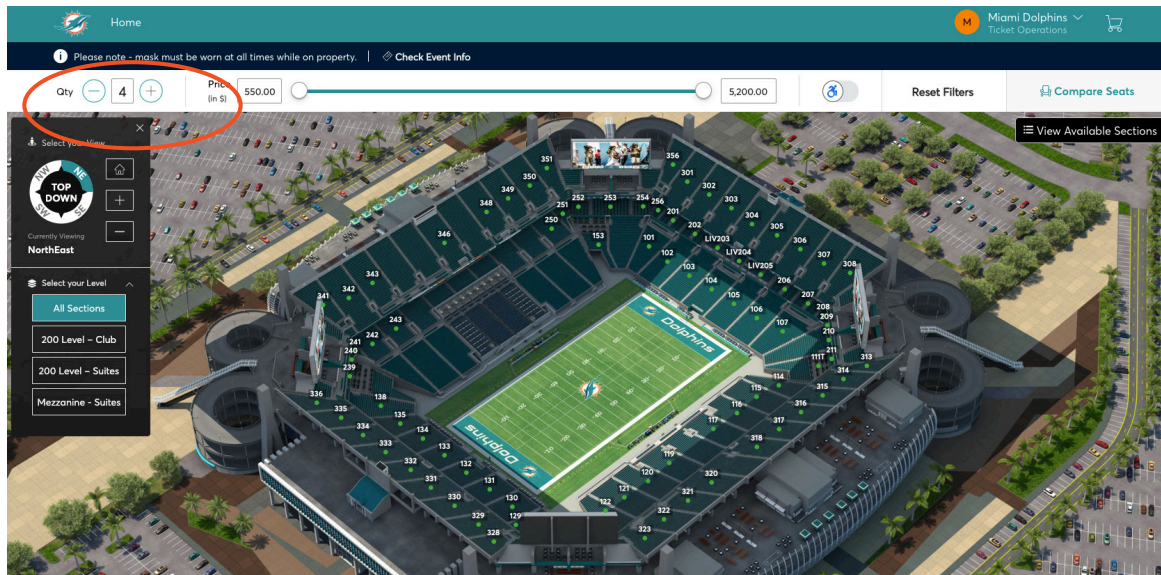 Home
M
Miami Dolphins
Ticket Operations
i Please note - mask must be worn at all times while on property. | Check Event Info
Qty 4
Price
(in $)
550.00
5,200.00
Reset Filters
Compare Seats
View Available Sections
Select your View
NW NE
TOP
DOWN
SW SE
Currently Viewing
NorthEast
Select your Level
All Sections
200 Level – Club
200 Level – Suites
Mezzanine - Suites
351
356
350
301
349
302
348
252 253 254 256
303
251
201
304
250
202
305
346
153
101
LIV203
306
102
LIV204
307
103
LIV205
308
343
104
206
342
105
207
341
106
208
243
107
209
242
210
241
211
240
111T
313
239
114
314
336
138
115
315
335
135
116
316
334
134
117
317
333
133
318
332
132
119
331
131
120
320
330
130
121
321
329
129
122
322
328
323
Dolphins
Dolphins